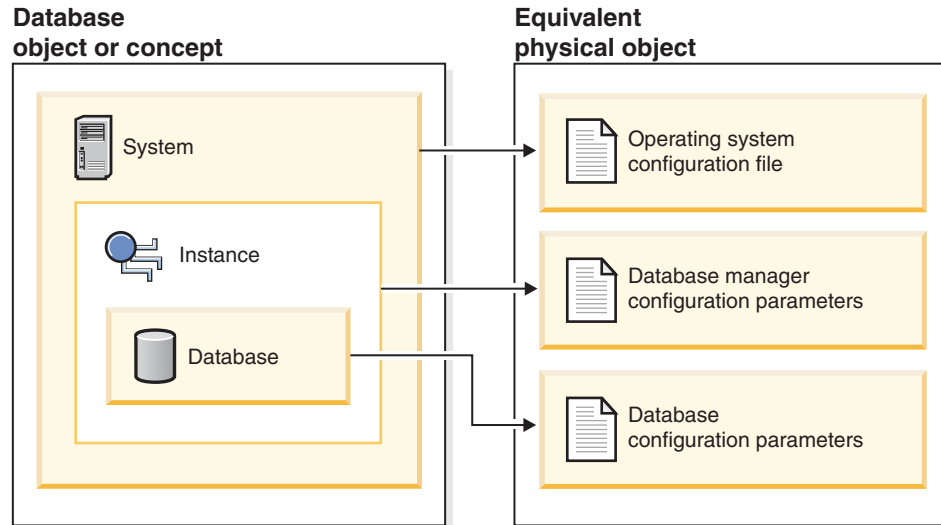 Database
object or concept
Equivalent
physical object
System
Instance
Database
Operating system
configuration file
Database manager
configuration parameters
Database
configuration parameters